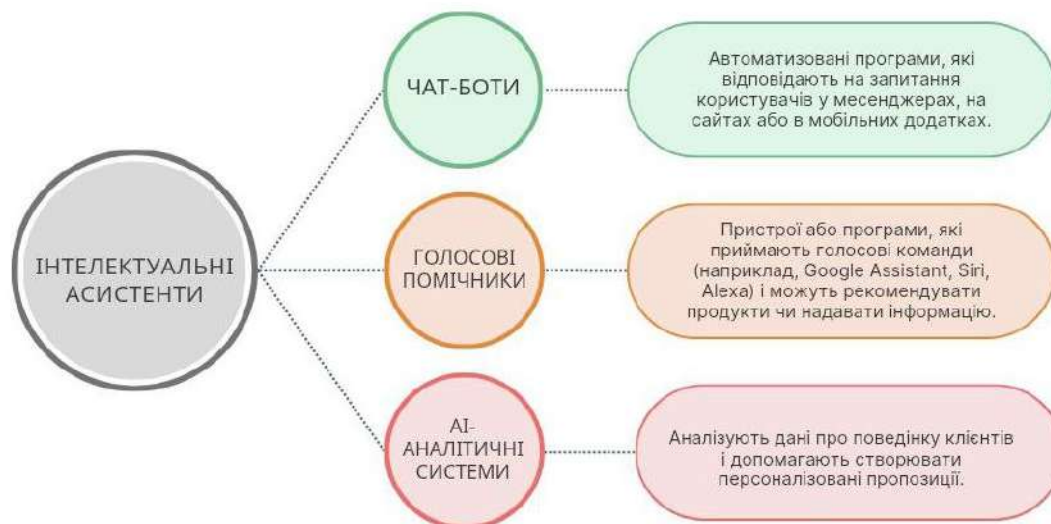 ЧАТ-БОТИ
Автоматизовані програми, які
відповідають на запитання
користувачів у месенджерах, на
сайтах або в мобільних додатках.
ІНТЕЛЕКТУАЛЬНІ
АСИСТЕНТИ
ГОЛОСОВІ
ПОМІЧНИКИ
Пристрої або програми, які
приймають голосові команди
(наприклад, Google Assistant, Siri,
Alexa) і можуть рекомендувати
продукти чи надавати інформацію.
АІ-
АНАЛІТИЧНІ
СИСТЕМИ
Аналізують дані про поведінку клієнтів
і допомагають створювати
персоналізовані пропозиції.